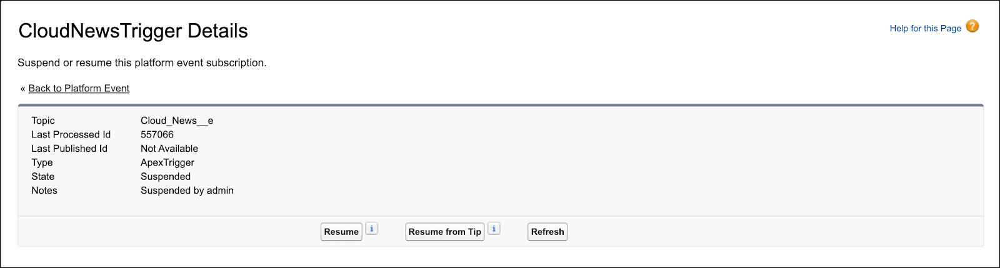 CloudNewsTrigger Details
Help for this Page ?
Suspend or resume this platform event subscription.
« Back to Platform Event
Topic Cloud_News__e
Last Processed Id 557066
Last Published Id Not Available
Type ApexTrigger
State Suspended
Notes Suspended by admin
Resume i Resume from Tip i Refresh